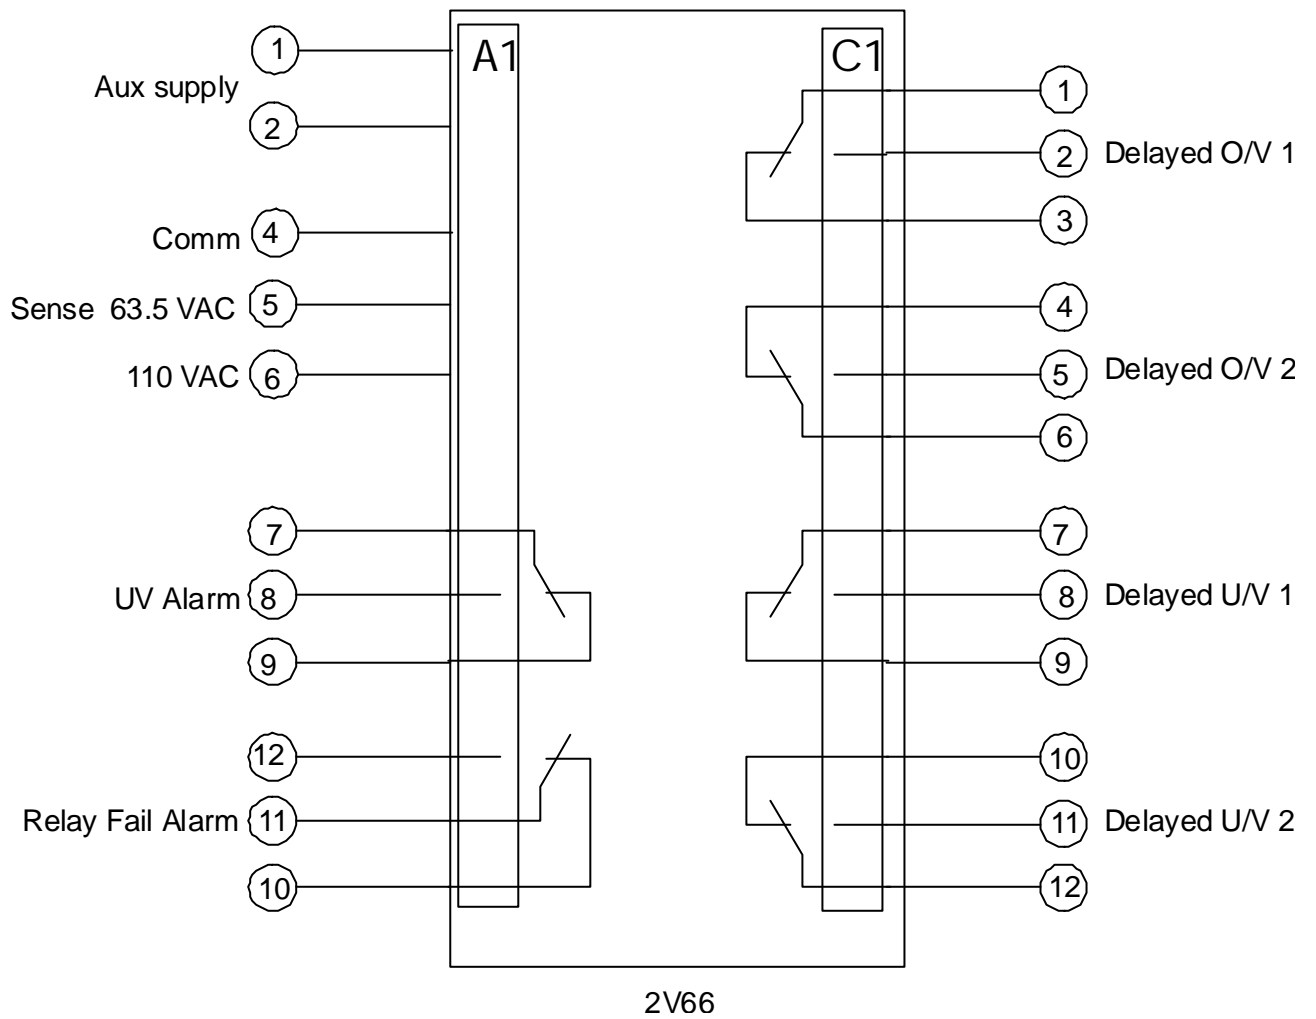 A1
C1
1
Aux supply
2
Comm 4
Sense 63.5 VAC 5
110 VAC 6
7
UV Alarm 8
9
12
Relay Fail Alarm 11
10
1
2 Delayed O/V 1
3
4
5 Delayed O/V 2
6
7
8 Delayed U/V 1
9
10
11 Delayed U/V 2
12
2V66